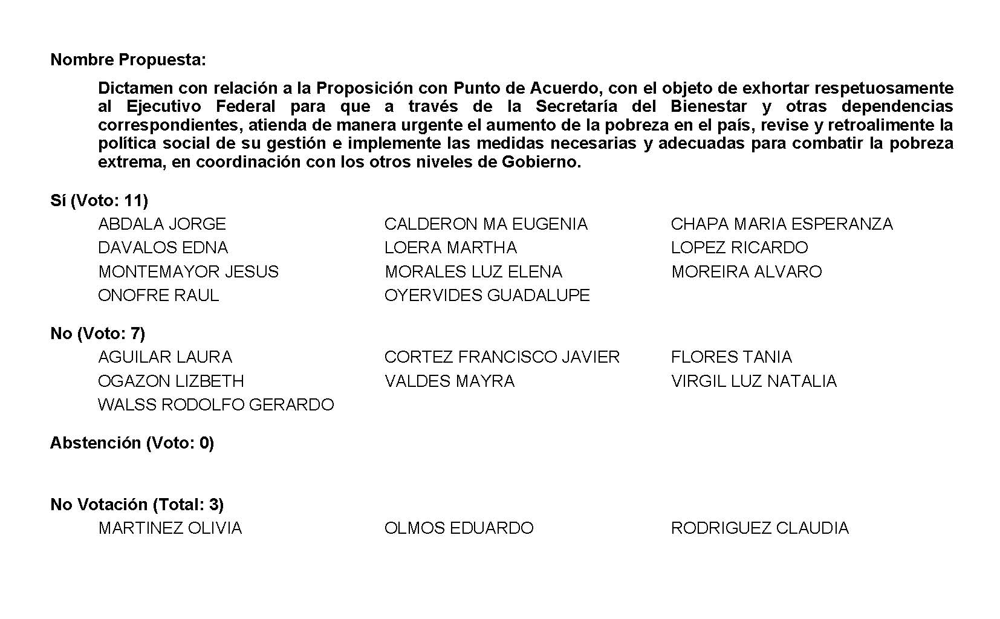 Nombre Propuesta:
Dictamen con relación a la Proposición con Punto de Acuerdo, con el objeto de exhortar respetuosamente
al Ejecutivo Federal para que a través de la Secretaría del Bienestar y otras dependencias
correspondientes, atienda de manera urgente el aumento de la pobreza en el país, revise y retroalimente la
política social de su gestión e implemente las medidas necesarias y adecuadas para combatir la pobreza
extrema, en coordinación con los otros niveles de Gobierno.
Sí (Voto: 11)
ABDALA JORGE CALDERON MA EUGENIA CHAPA MARIA ESPERANZA
DAVALOS EDNA LOERA MARTHA LOPEZ RICARDO
MONTEMAYOR JESUS MORALES LUZ ELENA MOREIRA ALVARO
ONOFRE RAUL OYERVIDES GUADALUPE
No (Voto: 7)
AGUILAR LAURA CORTEZ FRANCISCO JAVIER FLORES TANIA
OGAZON LIZBETH VALDES MAYRA VIRGIL LUZ NATALIA
WALSS RODOLFO GERARDO
Abstención (Voto: 0)
No Votación (Total: 3)
MARTINEZ OLIVIA OLMOS EDUARDO RODRIGUEZ CLAUDIA